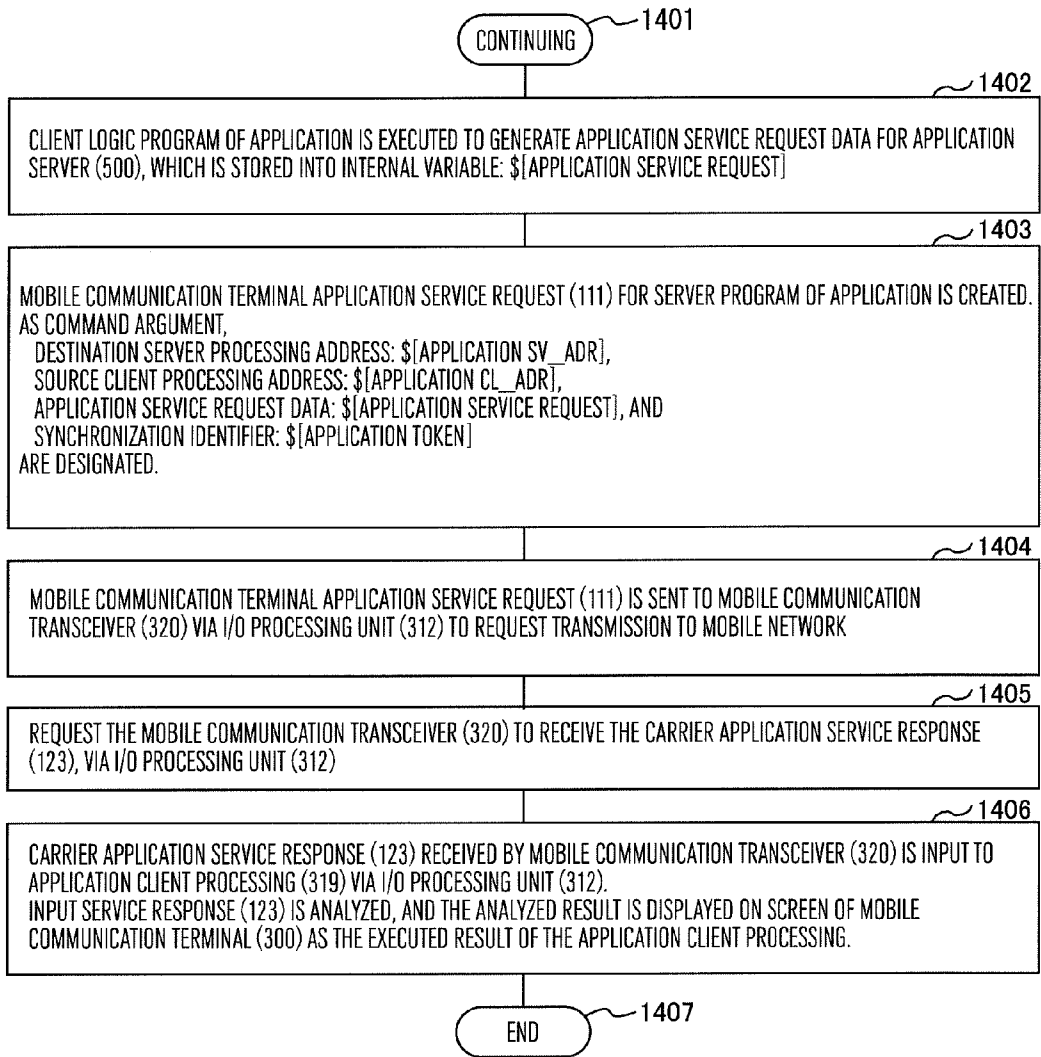 1401
CONTINUING
1402
CLIENT LOGIC PROGRAM OF APPLICATION IS EXECUTED TO GENERATE APPLICATION SERVICE REQUEST DATA FOR APPLICATION
SERVER (500), WHICH IS STORED INTO INTERNAL VARIABLE: $[APPLICATION SERVICE REQUEST]
1403
MOBILE COMMUNICATION TERMINAL APPLICATION SERVICE REQUEST (111) FOR SERVER PROGRAM OF APPLICATION IS CREATED.
AS COMMAND ARGUMENT,
DESTINATION SERVER PROCESSING ADDRESS: $[APPLICATION SV_ADR],
SOURCE CLIENT PROCESSING ADDRESS: $[APPLICATION CL_ADR],
APPLICATION SERVICE REQUEST DATA: $[APPLICATION SERVICE REQUEST], AND
SYNCHRONIZATION IDENTIFIER: $[APPLICATION TOKEN]
ARE DESIGNATED.
1404
MOBILE COMMUNICATION TERMINAL APPLICATION SERVICE REQUEST (111) IS SENT TO MOBILE COMMUNICATION
TRANSCEIVER (320) VIA I/O PROCESSING UNIT (312) TO REQUEST TRANSMISSION TO MOBILE NETWORK
1405
REQUEST THE MOBILE COMMUNICATION TRANSCEIVER (320) TO RECEIVE THE CARRIER APPLICATION SERVICE RESPONSE
(123), VIA I/O PROCESSING UNIT (312)
1406
CARRIER APPLICATION SERVICE RESPONSE (123) RECEIVED BY MOBILE COMMUNICATION TRANSCEIVER (320) IS INPUT TO
APPLICATION CLIENT PROCESSING (319) VIA I/O PROCESSING UNIT (312).
INPUT SERVICE RESPONSE (123) IS ANALYZED, AND THE ANALYZED RESULT IS DISPLAYED ON SCREEN OF MOBILE
COMMUNICATION TERMINAL (300) AS THE EXECUTED RESULT OF THE APPLICATION CLIENT PROCESSING.
1407
END